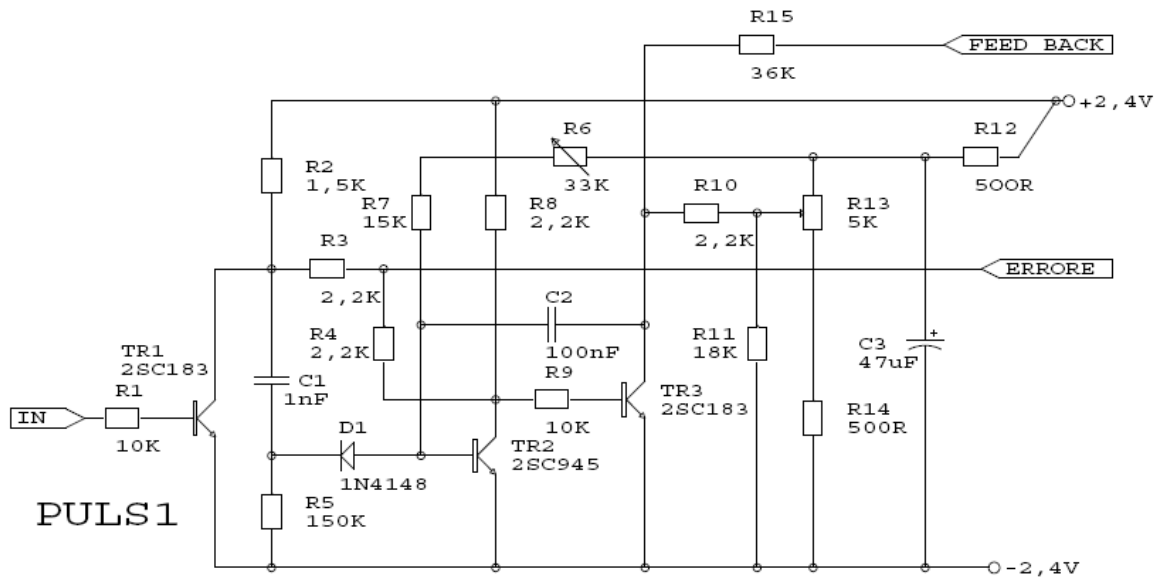 R15
FEED BACK
36K
+2,4V
R6
R12
33K
500R
R2
1,5K
R7
15K
R8
2,2K
R10
2,2K
R13
5K
R3
2,2K
ERRORE
C2
100nF
R4
2,2K
R11
18K
C3
+
47uF
TR1
2SC183
R1
10K
IN
C1
1nF
R9
10K
TR3
2SC183
D1
1N4148
TR2
2SC945
R14
500R
R5
150K
PULS1
-2,4V